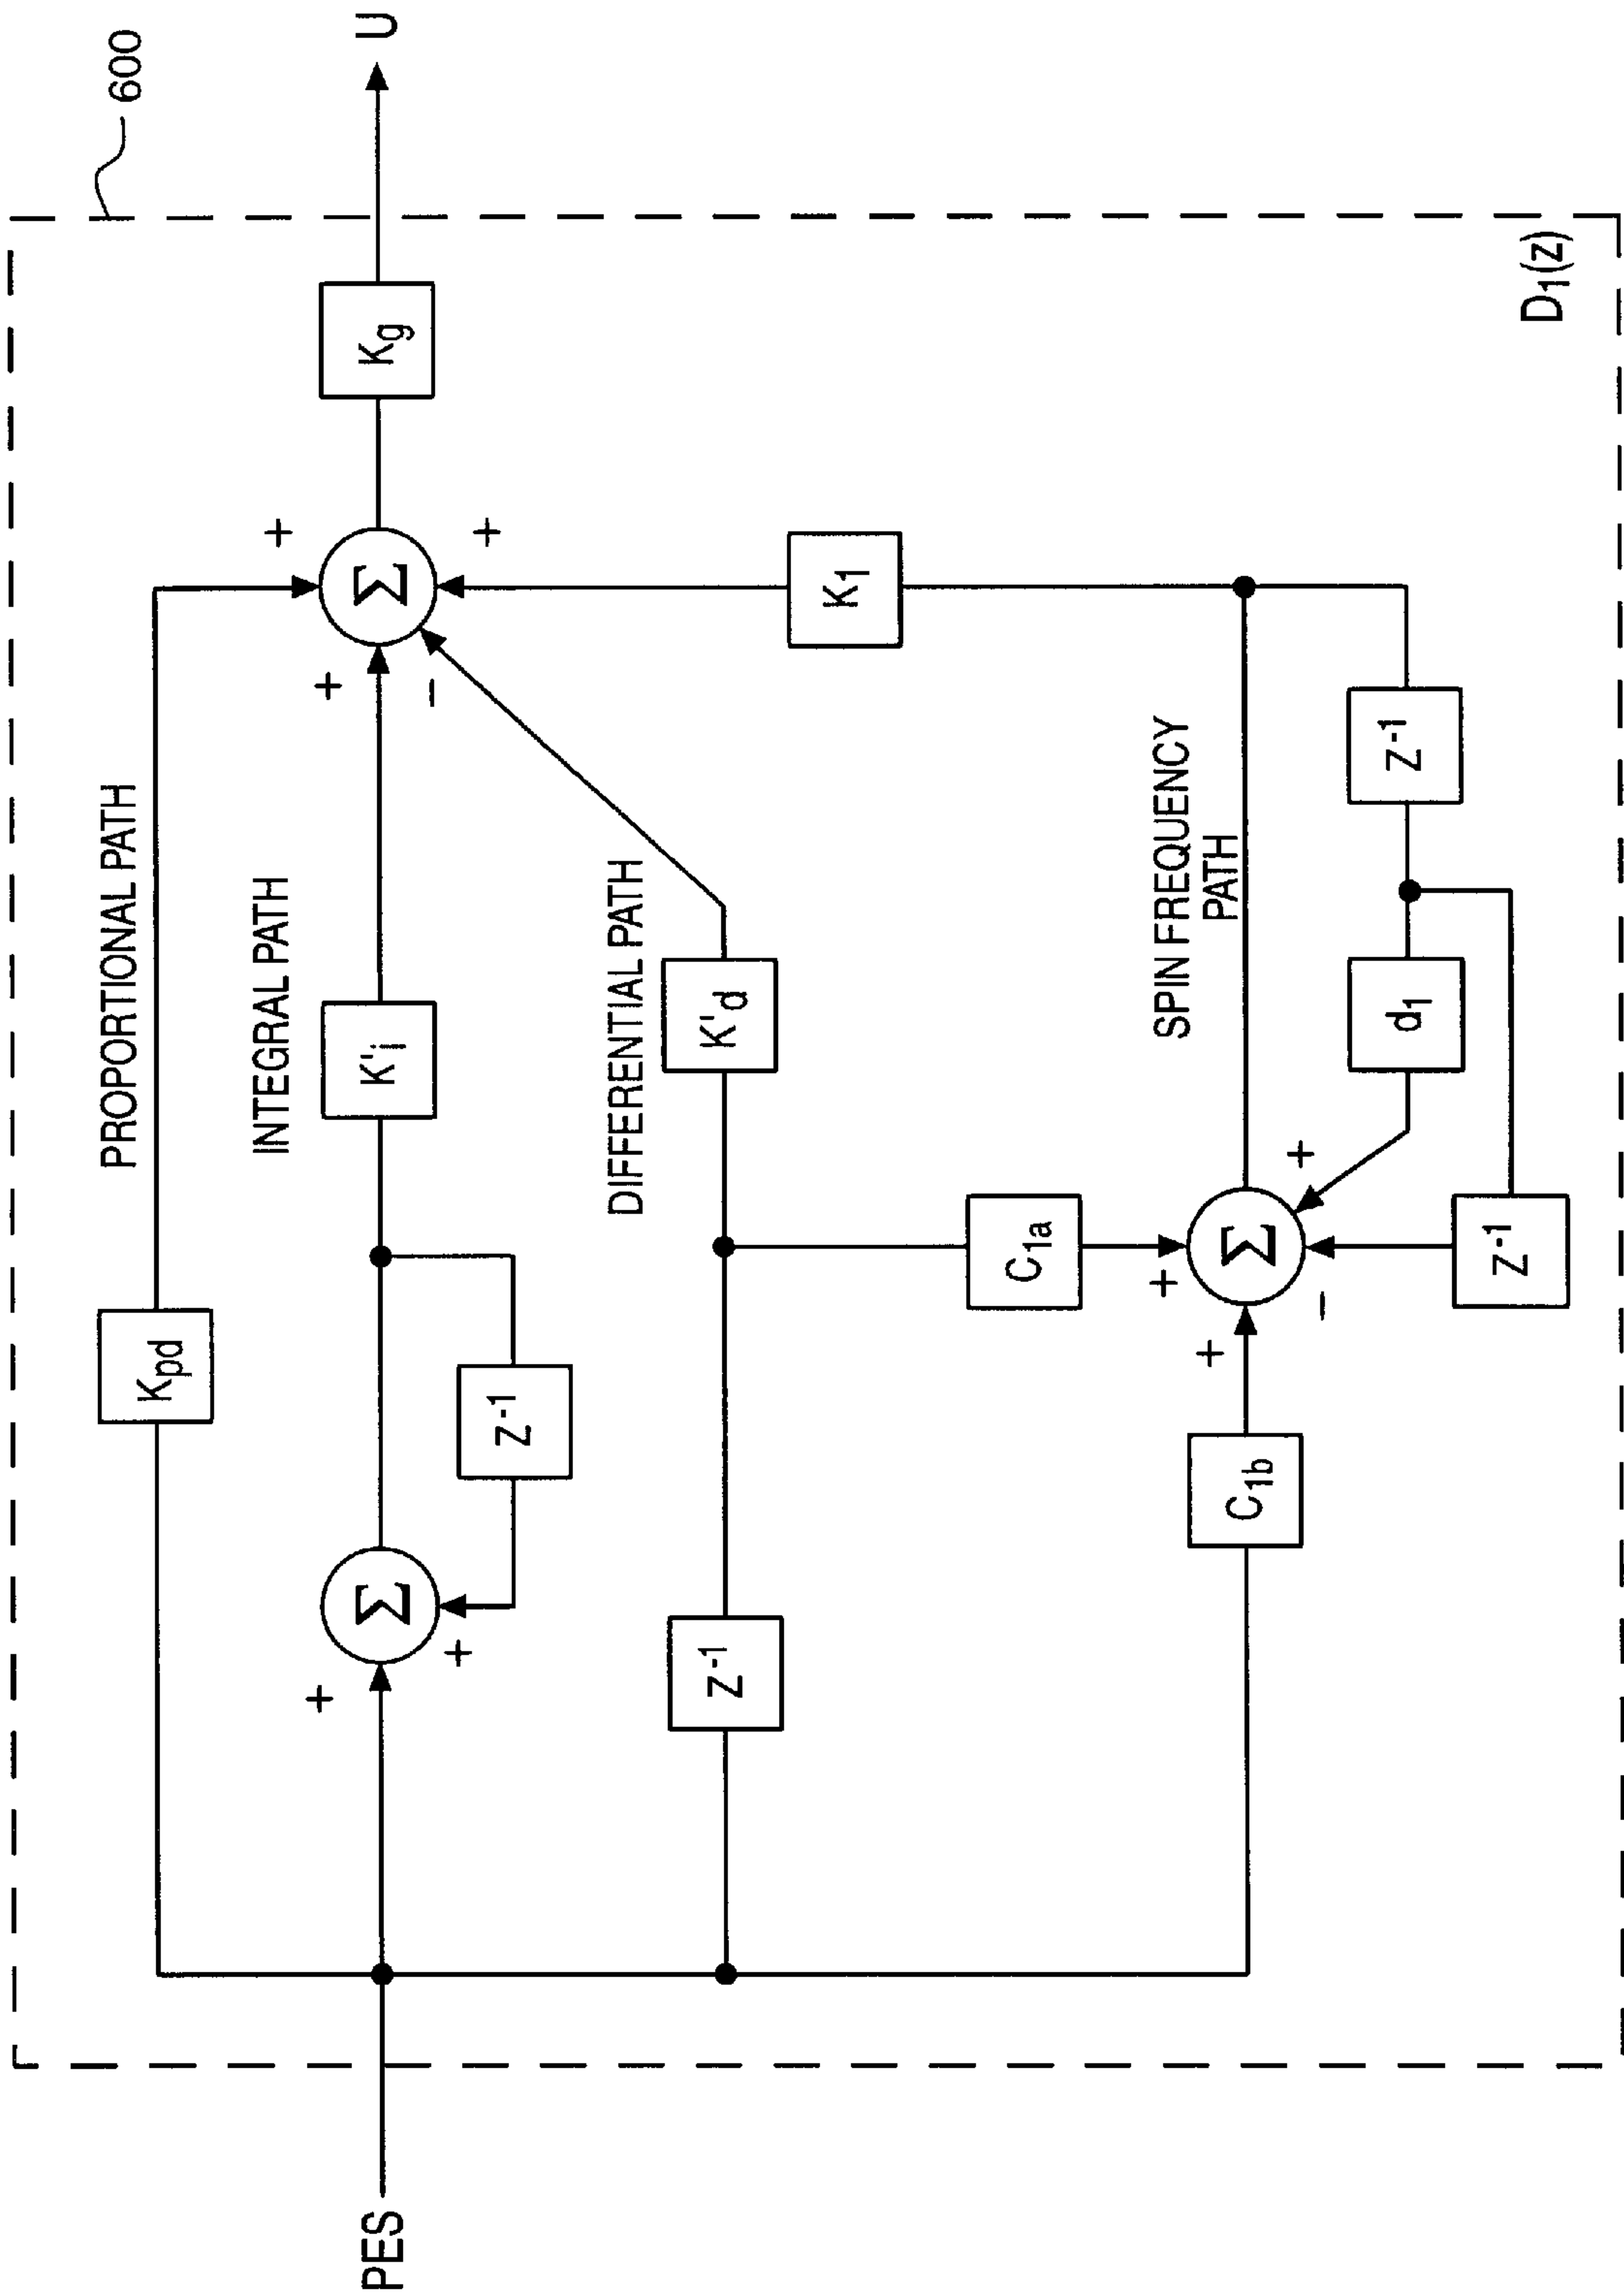 600
PROPORTIONAL PATH
Kpd
+
INTEGRAL PATH
PES
+
Σ
K'i
+
Σ
Kg
U
+
Z-1
-
+
DIFFERENTIAL PATH
Z-1
K'd
C1a
K1
SPIN FREQUENCY
PATH
+
C1b
+
Σ
+
-
d1
Z-1
Z-1
D1(z)